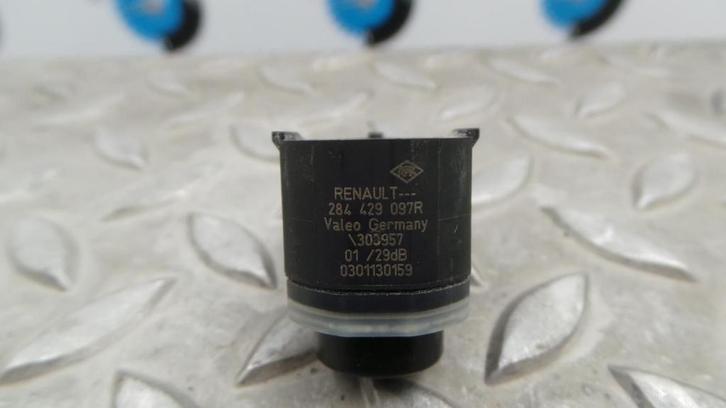 RENAULT---
284 429 097R
Valeo Germany
\303957
01 /29dB
0301130159